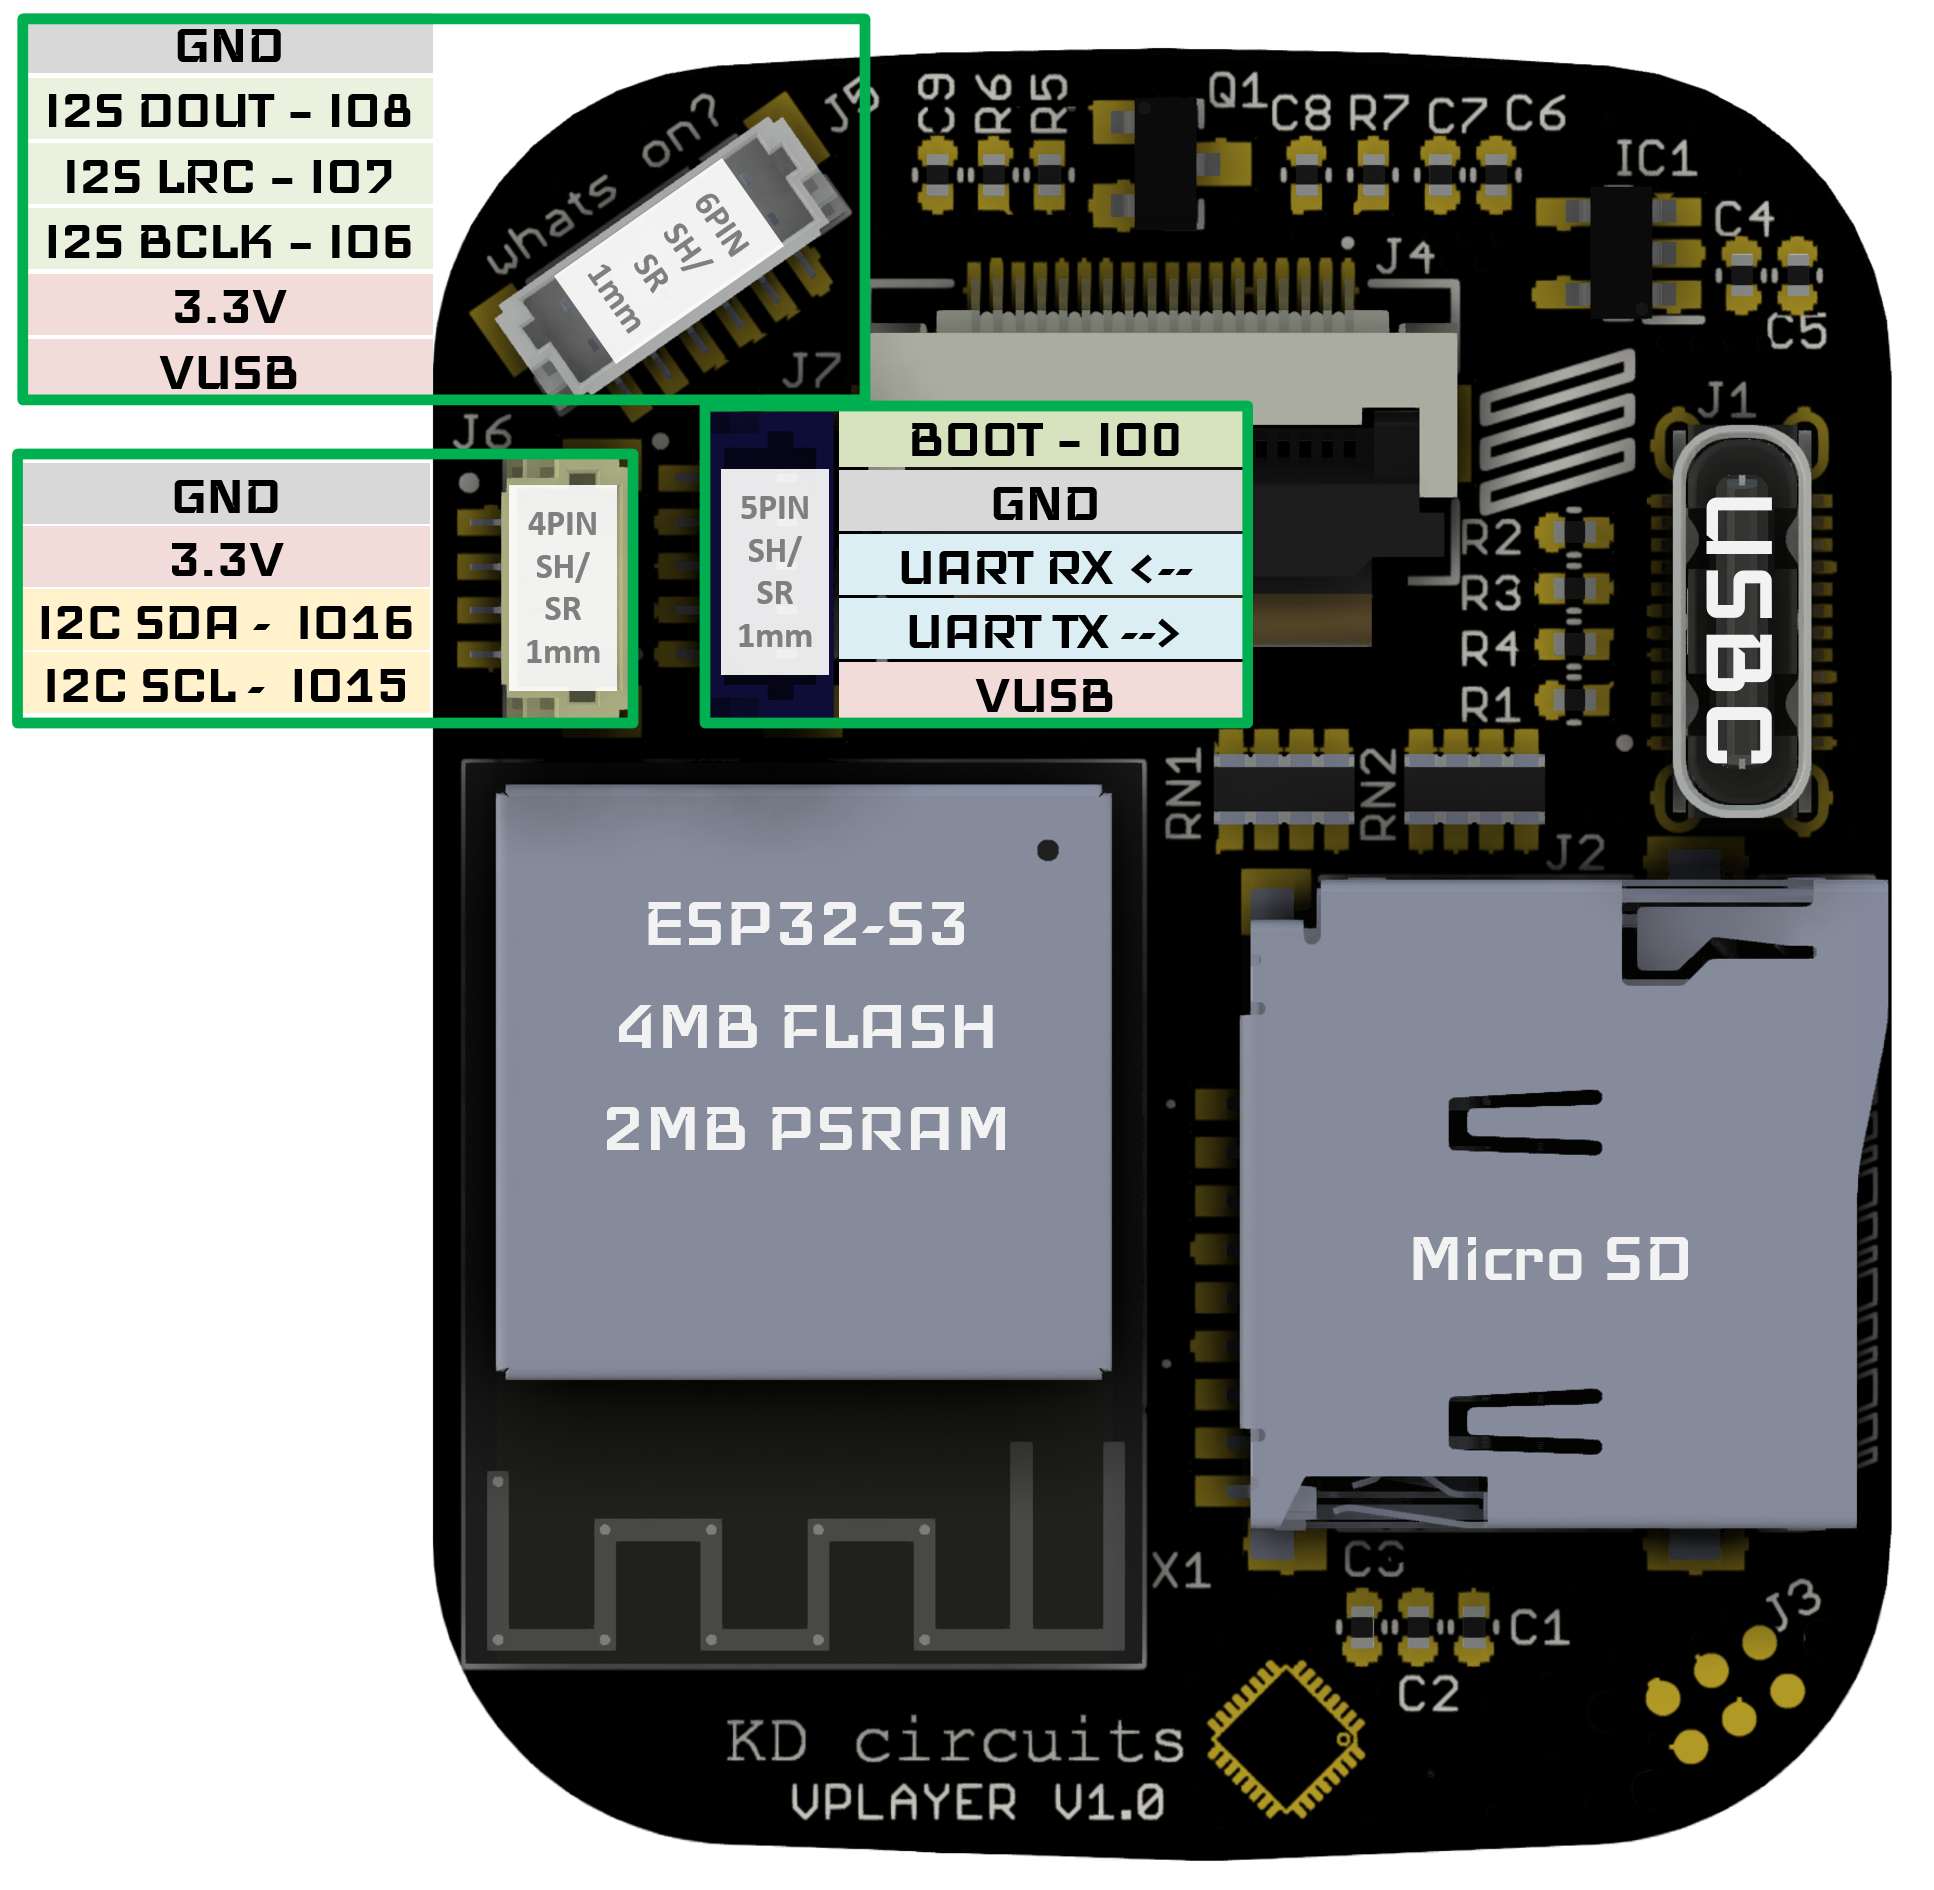 GND
I2S DOUT - IO8
I2S LRC - IO7
I2S BCLK - IO6
3.3V
VUSB
whats on?
J5
6PIN
SH/
SR
1mm
C9
R6
R5
Q1
C8
R7
C7
C6
IC1
C4
C5
J4
J7
J6
J1
GND
3.3V
I2C SDA - IO16
I2C SCL - IO15
4PIN
SH/
SR
1mm
5PIN
SH/
SR
1mm
BOOT - IO0
GND
UART RX <--
UART TX -->
VUSB
R2
R3
R4
R1
USBC
RN1
RN2
J2
ESP32-S3
4MB FLASH
2MB PSRAM
Micro SD
X1
C3
C1
C2
J3
KD circuits
VPLAYER V1.0